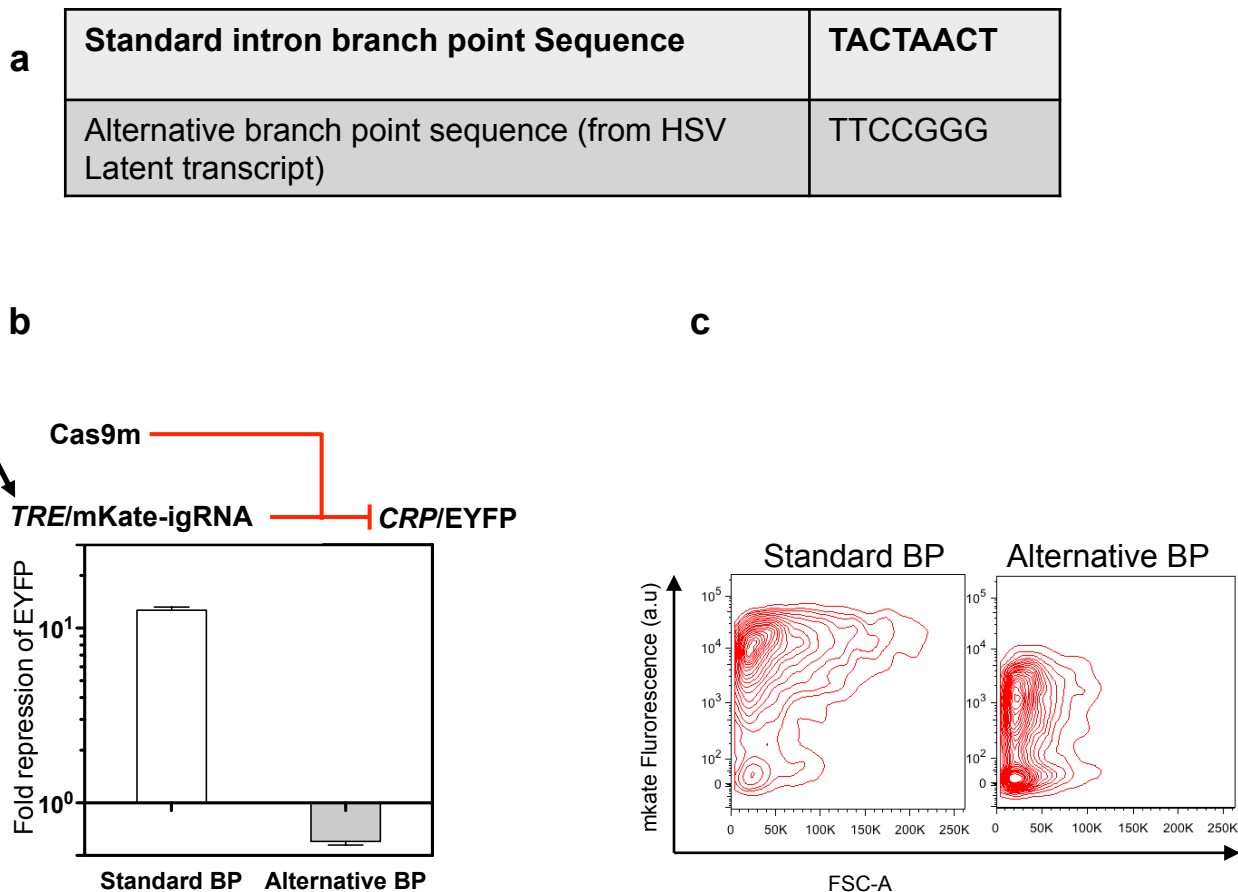 a
Standard intron branch point Sequence TACTAACT
Alternative branch point sequence (from HSV TTCCGGG
Latent transcript)
b
c
Cas9m
TRE/mKate-igRNA CRP/EYFP
Fold repression of EYFP
10¹
10⁰
Standard BP Alternative BP
Standard BP Alternative BP
mkate Flurorescence (a.u)
10⁵
10⁴
10³
10²
0
0 50K 100K 150K 200K 250K
10⁵
10⁴
10³
10²
0
0 50K 100K 150K 200K 250K
FSC-A